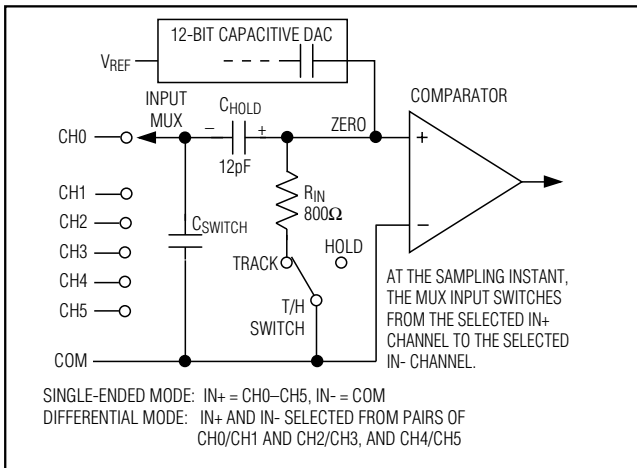 12-BIT CAPACITIVE DAC
VREF
INPUT
MUX
CHOLD
COMPARATOR
ZERO
− +
+
CH0
12pF
RIN
800Ω
CH1
CSWITCH
−
CH2
HOLD
CH3
TRACK
CH4
CH5
T/H
SWITCH
AT THE SAMPLING INSTANT,
THE MUX INPUT SWITCHES
FROM THE SELECTED IN+
CHANNEL TO THE SELECTED
IN- CHANNEL.
COM
SINGLE-ENDED MODE: IN+ = CH0–CH5, IN- = COM
DIFFERENTIAL MODE: IN+ AND IN- SELECTED FROM PAIRS OF
CH0/CH1 AND CH2/CH3, AND CH4/CH5